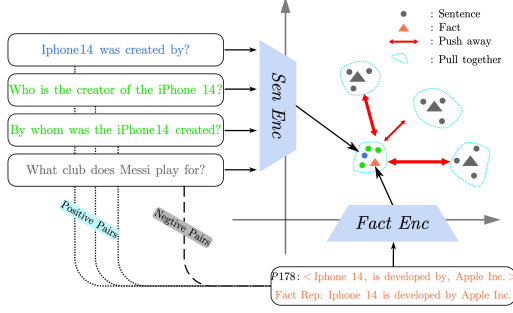 Iphone14 was created by?
Who is the creator of the iPhone 14?
By whom was the iPhone14 created?
What club does Messi play for?
Positive Pairs
Negtive Pairs
Sen Enc
: Sentence
: Fact
: Push away
: Pull together
Fact Enc
P178: <Iphone 14, is developed by, Apple Inc.>
Fact Rep: Iphone 14 is developed by Apple Inc.